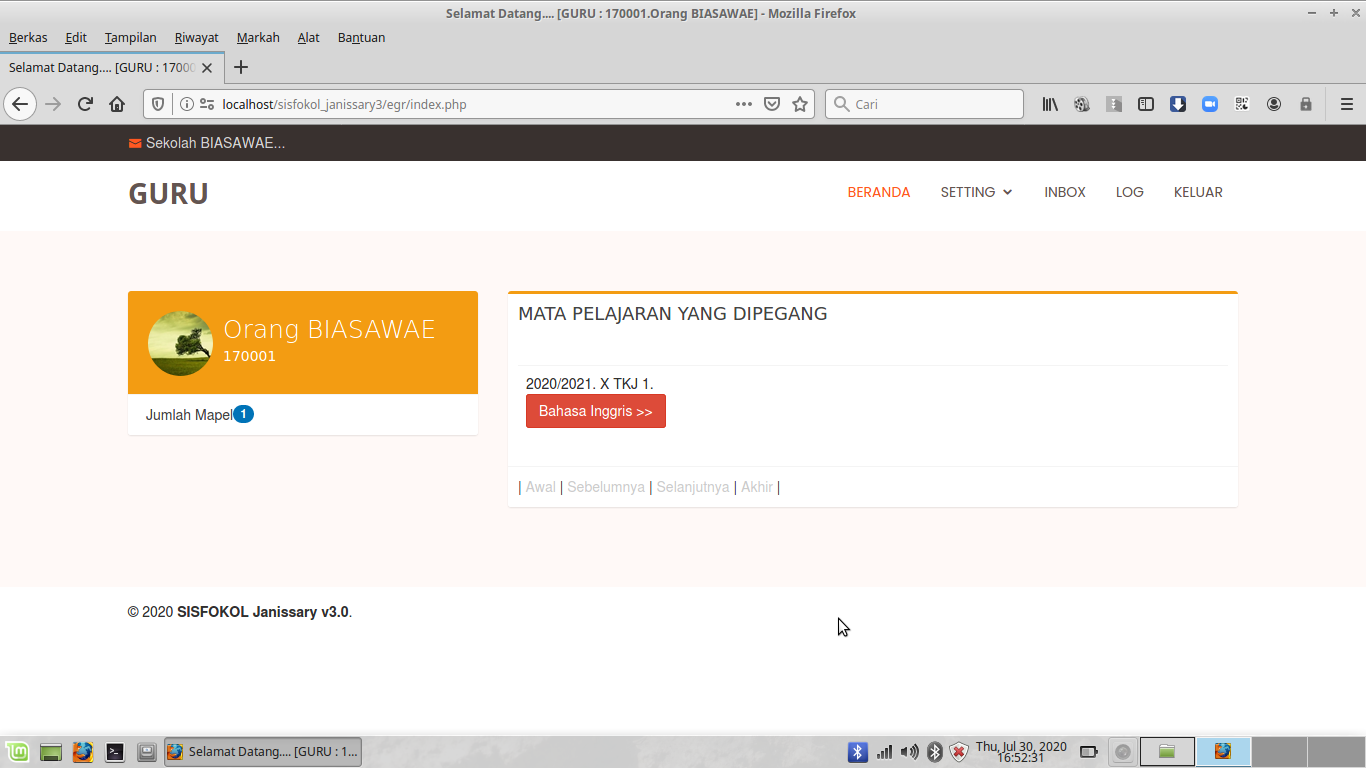 Selamat Datang.... [GURU : 170001.Orang BIASAWAE] - Mozilla Firefox
Berkas Edit Tampilan Riwayat Markah Alat Bantuan
Selamat Datang.... [GURU : 1700
localhost/sisfokol_janissary3/egr/index.php
Cari
Sekolah BIASAWAE...
GURU
BERANDA SETTING INBOX LOG KELUAR
Orang BIASAWAE
170001
Jumlah Mapel 1
MATA PELAJARAN YANG DIPEGANG
2020/2021. X TKJ 1.
Bahasa Inggris >>
| Awal | Sebelumnya | Selanjutnya | Akhir |
© 2020 SISFOKOL Janissary v3.0.
Selamat Datang.... [GURU : 1...
Thu, Jul 30, 2020
16:52:31